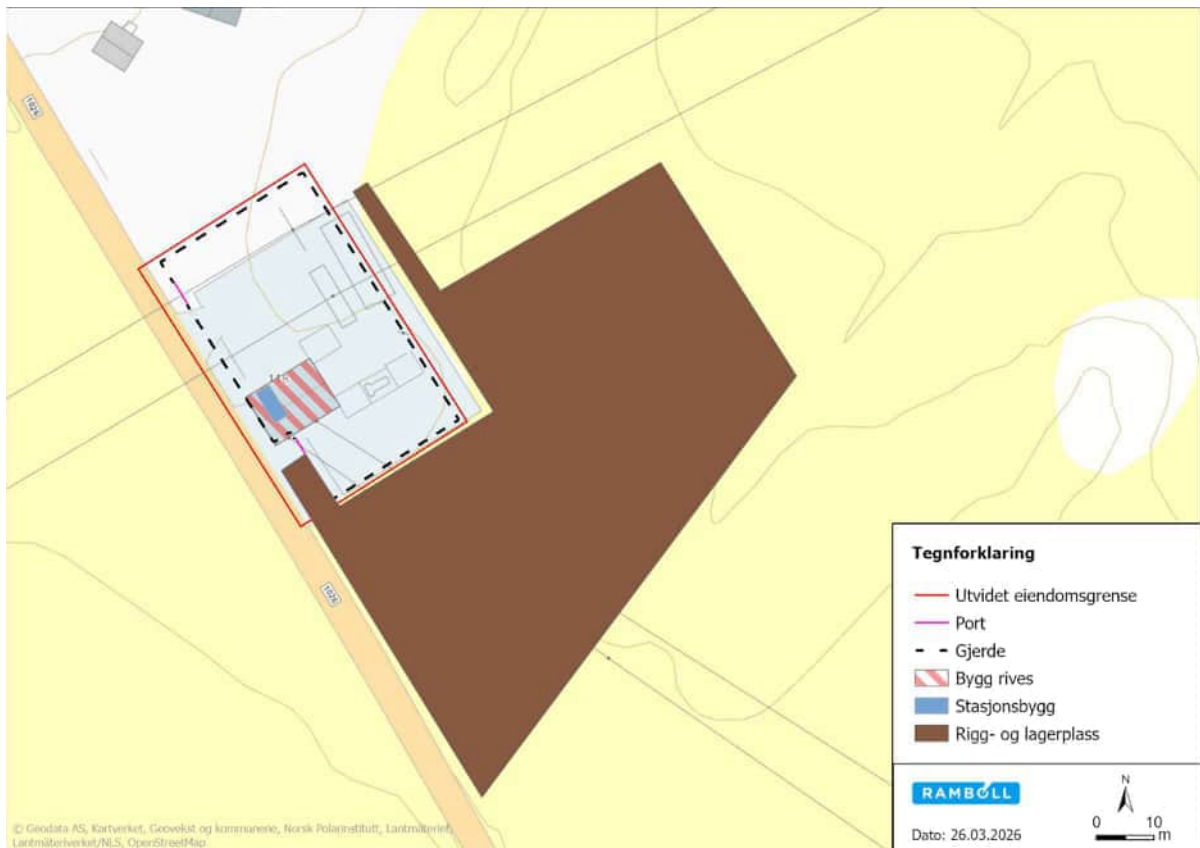 1026
1026
Tegnforklaring
Utvidet eiendomsgrense
Port
Gjerde
Bygg rives
Stasjonsbygg
Rigg- og lagerplass
RAMBOLL
N
0 10
m
Dato: 26.03.2026
© Geodata AS, Kartverket, Geovekst og kommunene, Norsk Polarinstitutt, Lantmäteriet,
Lantmäteriverket/NLS, OpenStreetMap